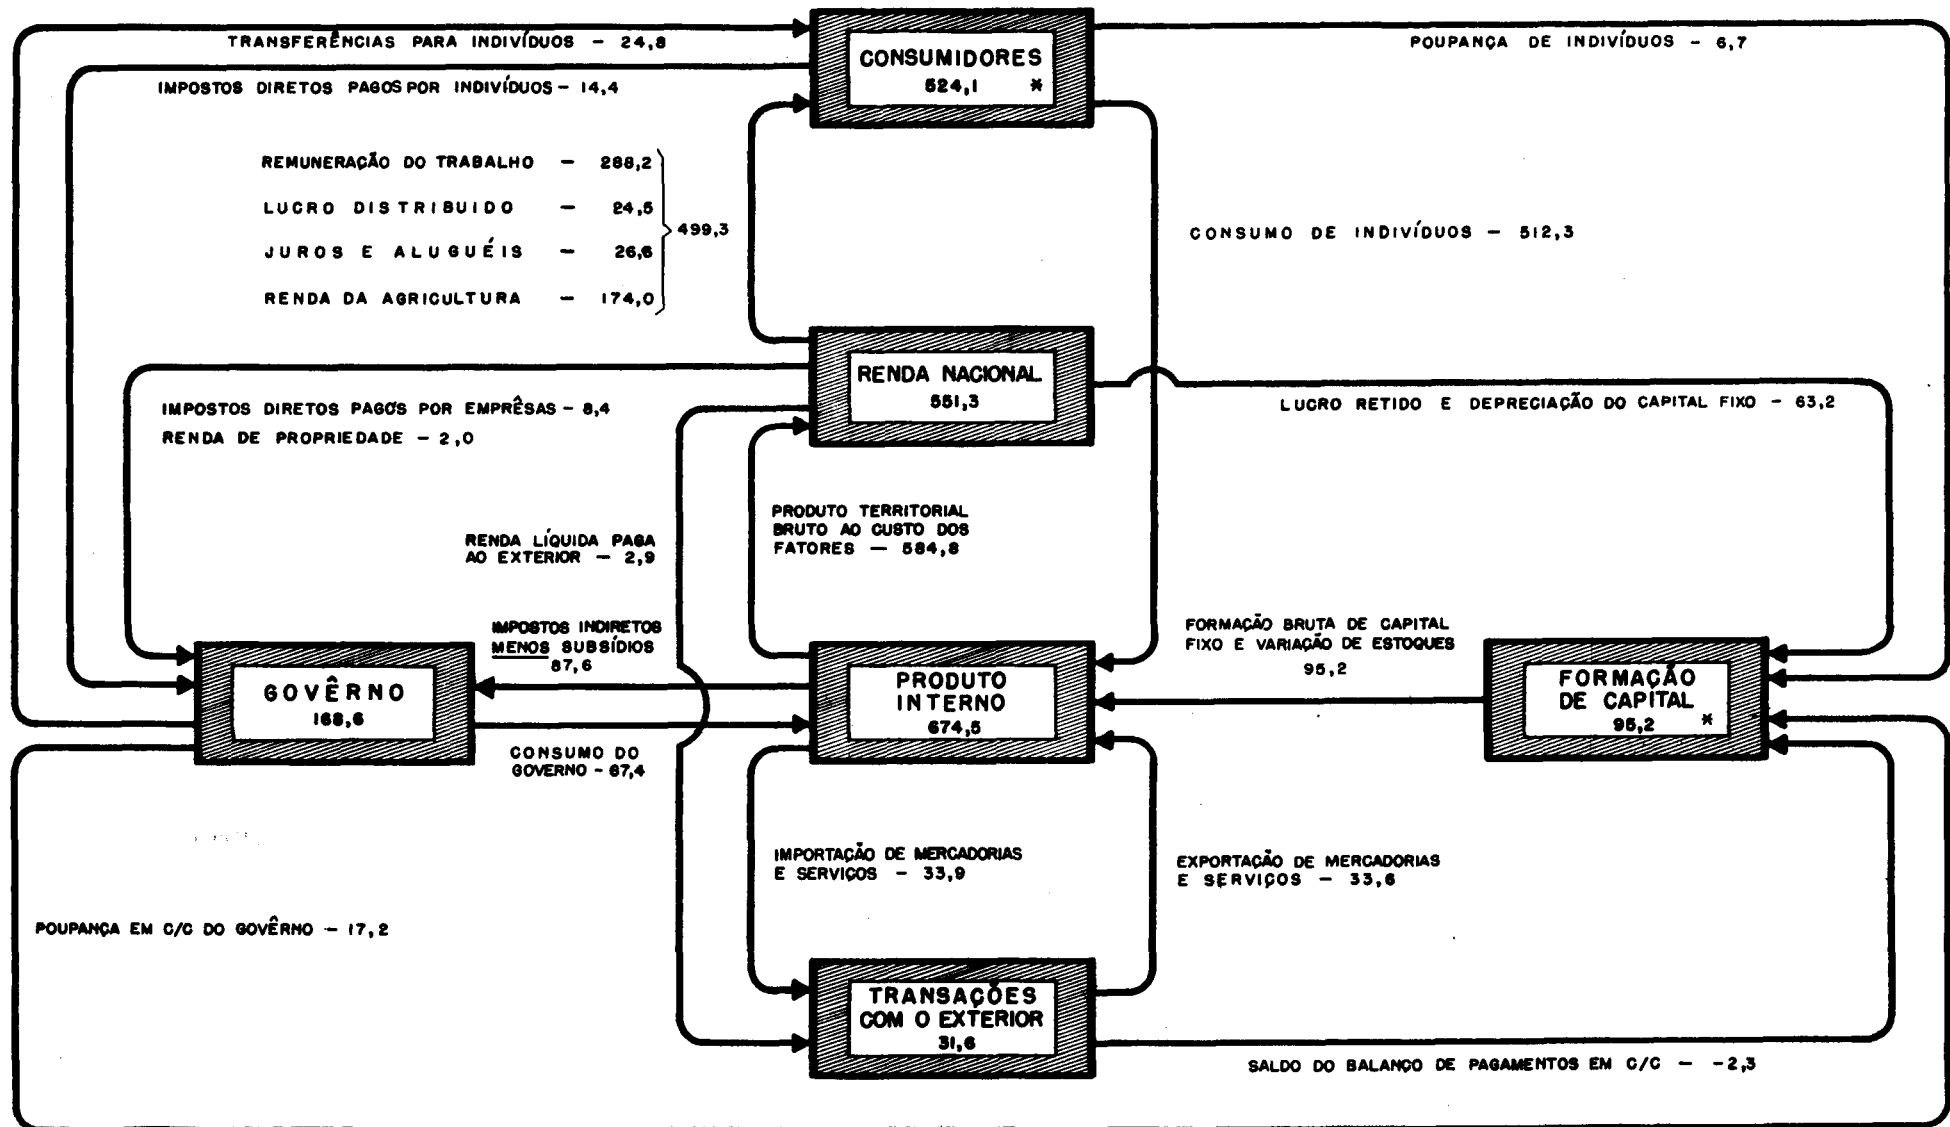 TRANSFERÊNCIAS PARA INDIVÍDUOS – 24,8
CONSUMIDORES
524,1 *
POUPANÇA DE INDIVÍDUOS – 6,7
IMPOSTOS DIRETOS PAGOS POR INDIVÍDUOS – 14,4
REMUNERAÇÃO DO TRABALHO – 268,2
LUCRO DISTRIBUIDO – 24,5
JUROS E ALUGUÉIS – 26,6
RENDA DA AGRICULTURA – 174,0
499,3
CONSUMO DE INDIVÍDUOS – 512,3
RENDA NACIONAL
551,3
IMPOSTOS DIRETOS PAGOS POR EMPRÊSAS – 8,4
RENDA DE PROPRIEDADE – 2,0
LUCRO RETIDO E DEPRECIAÇÃO DO CAPITAL FIXO – 63,2
RENDA LÍQUIDA PAGA
AO EXTERIOR – 2,9
PRODUTO TERRITORIAL
BRUTO AO CUSTO DOS
FATORES – 584,8
IMPOSTOS INDIRETOS
MENOS SUBSÍDIOS
87,6
FORMAÇÃO BRUTA DE CAPITAL
FIXO E VARIAÇÃO DE ESTOQUES
95,2
GOVÊRNO
168,6
PRODUTO
INTERNO
674,5
FORMAÇÃO
DE CAPITAL
95,2 *
CONSUMO DO
GOVERNO – 67,4
IMPORTAÇÃO DE MERCADORIAS
E SERVIÇOS – 33,9
EXPORTAÇÃO DE MERCADORIAS
E SERVIÇOS – 33,6
POUPANÇA EM C/C DO GOVÊRNO – 17,2
TRANSAÇÕES
COM O EXTERIOR
31,6
SALDO DO BALANÇO DE PAGAMENTOS EM C/C – -2,3